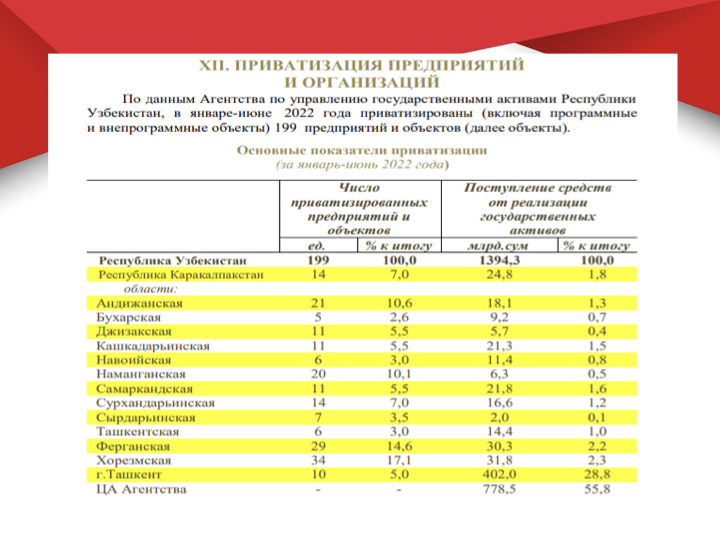 XII. ПРИВАТИЗАЦИЯ ПРЕДПРИЯТИЙ
И ОРГАНИЗАЦИЙ
По данным Агентства по управлению государственными активами Республики
Узбекистан, в январе-июне 2022 года приватизированы (включая программные
и внепрограммные объекты) 199 предприятий и объектов (далее объекты).
Основные показатели приватизации
(за январь-июнь 2022 года)
Число приватизированных предприятий и объектов
Поступление средств от реализации государственных активов
ед. % к итогу млрд.сум % к итогу
Республика Узбекистан 199 100,0 1394,3 100,0
Республика Каракалпакстан 14 7,0 24,8 1,8
области:
Андижанская 21 10,6 18,1 1,3
Бухарская 5 2,6 9,2 0,7
Джизакская 11 5,5 5,7 0,4
Кашкадарьинская 11 5,5 21,3 1,5
Навоийская 6 3,0 11,4 0,8
Наманганская 20 10,1 6,3 0,5
Самаркандская 11 5,5 21,8 1,6
Сурхандарьинская 14 7,0 16,6 1,2
Сырдарьинская 7 3,5 2,0 0,1
Ташкентская 6 3,0 14,4 1,0
Ферганская 29 14,6 30,3 2,2
Хорезмская 34 17,1 31,8 2,3
г.Ташкент 10 5,0 402,0 28,8
ЦА Агентства - - 778,5 55,8